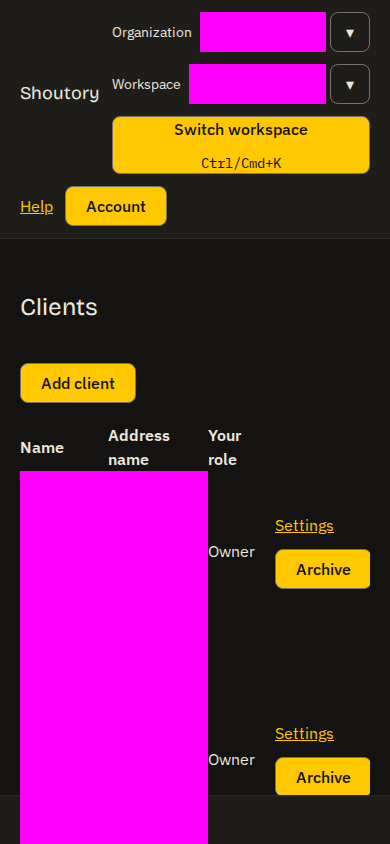 Organization
▾
Workspace
▾
Shoutory
Switch workspace
Ctrl/Cmd+K
Help
Account
Clients
Add client
Name
Address name
Your role
Settings
Owner
Archive
Settings
Owner
Archive